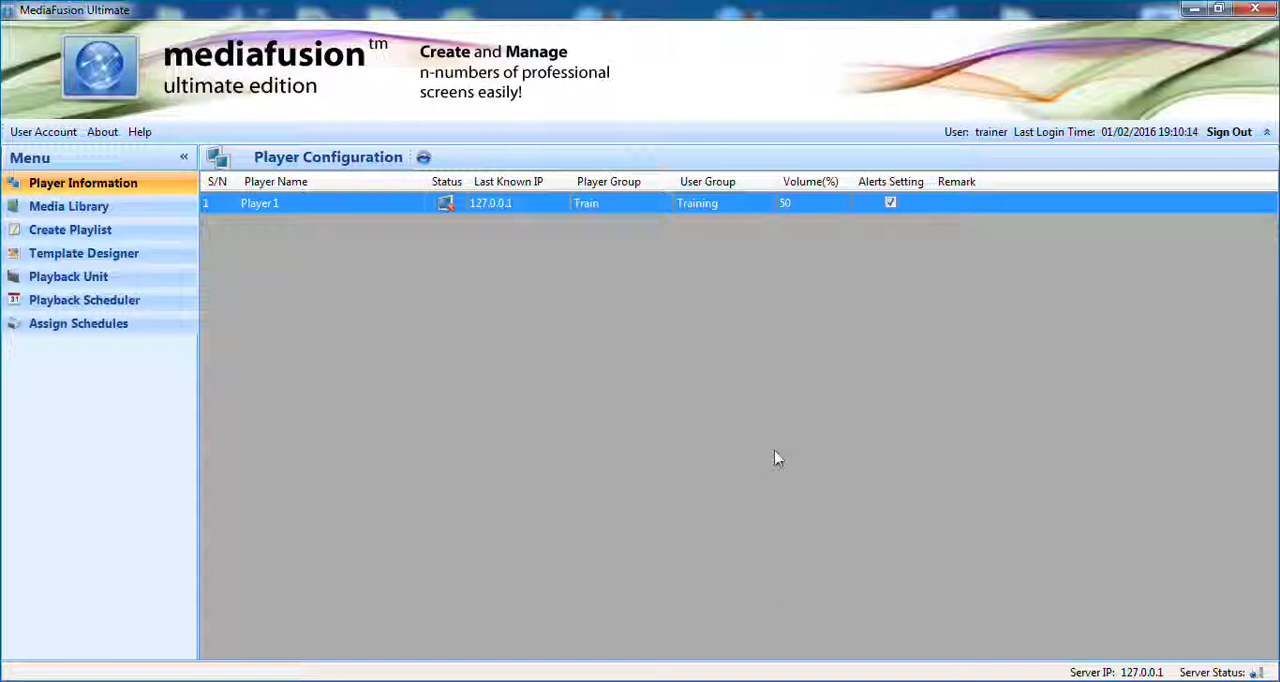 MediaFusion Ultimate
mediafusion™
ultimate edition
Create and Manage
n-numbers of professional
screens easily!
User Account About Help
User: trainer Last Login Time: 01/02/2016 19:10:14 Sign Out
Menu «
Player Configuration
Player Information
Media Library
Create Playlist
Template Designer
Playback Unit
31 Playback Scheduler
Assign Schedules
S/N Player Name Status Last Known IP Player Group User Group Volume(%) Alerts Setting Remark
1 Player1 127.0.0.1 Train Training 50
Server IP: 127.0.0.1 Server Status: